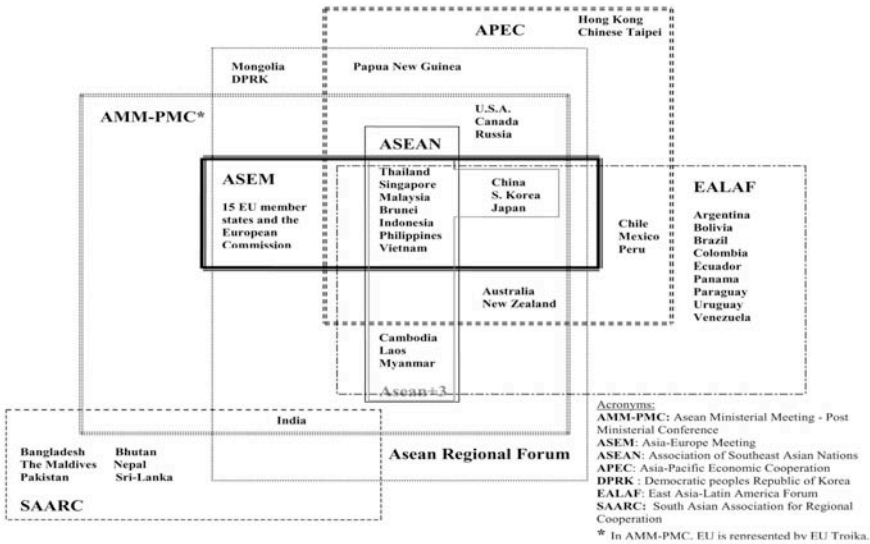 APEC
Hong Kong
Chinese Taipei
Mongolia
DPRK
Papua New Guinea
AMM-PMC*
U.S.A.
Canada
Russia
ASEAN
ASEM
15 EU member
states and the
European
Commission
Thailand
Singapore
Malaysia
Brunei
Indonesia
Philippines
Vietnam
China
S. Korea
Japan
Chile
Mexico
Peru
EALAF
Argentina
Bolivia
Brazil
Colombia
Ecuador
Panama
Paraguay
Uruguay
Venezuela
Australia
New Zealand
Cambodia
Laos
Myanmar
Asean+3
India
Bangladesh Bhutan
The Maldives Nepal
Pakistan Sri-Lanka
SAARC
Asean Regional Forum
Acronyms:
AMM-PMC: Asean Ministerial Meeting - Post
Ministerial Conference
ASEM: Asia-Europe Meeting
ASEAN: Association of Southeast Asian Nations
APEC: Asia-Pacific Economic Cooperation
DPRK : Democratic peoples Republic of Korea
EALAF: East Asia-Latin America Forum
SAARC: South Asian Association for Regional
Cooperation
* In AMM-PMC, EU is represented by EU Troika.